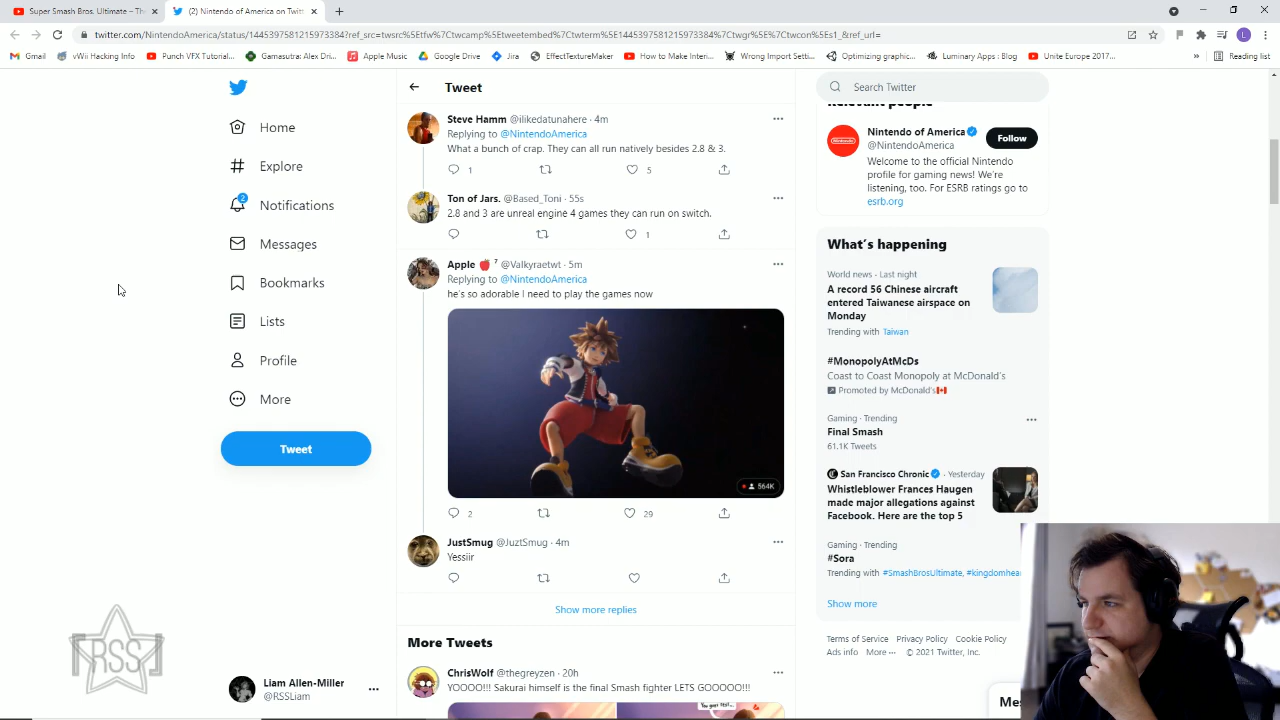 Super Smash Bros. Ultimate – Th
(2) Nintendo of America on Twitt
twitter.com/NintendoAmerica/status/1445397581215973384?ref_src=twsrc%5Etfw%7Ctwcamp%5Etweetembed%7Ctwterm%5E1445397581215973384%7Ctwgr%5E%7Ctwcon%5Es1_&ref_url=
L
Gmail
vWii Hacking Info
Punch VFX Tutorial...
Gamasutra: Alex Drit...
Apple Music
Google Drive
Jira
EffectTextureMaker
How to Make Inter...
Wrong Import Setti...
Optimizing graphic...
Luminary Apps : Blog
Unite Europe 2017...
»
Reading list
Home
Explore
2
Notifications
Messages
Bookmarks
Lists
Profile
More
Tweet
RSS
Liam Allen-Miller
@RSSLiam
Tweet
Steve Hamm @ilikedatunahere · 4m
Replying to @NintendoAmerica
What a bunch of crap. They can all run natively besides 2.8 & 3.
1
5
Ton of Jars. @Based_Toni · 55s
2.8 and 3 are unreal engine 4 games they can run on switch.
1
Apple 🍎 ⁷ @Valkyraetwt · 5m
Replying to @NintendoAmerica
he's so adorable I need to play the games now
564K
2
29
JustSmug @JuztSmug · 4m
Yessiir
Show more replies
More Tweets
ChrisWolf @thegreyzen · 20h
YOOOO!!! Sakurai himself is the final Smash fighter LETS GOOOOO!!!
Search Twitter
Relevant people
Nintendo of America
@NintendoAmerica
Follow
Welcome to the official Nintendo
profile for gaming news! We're
listening, too. For ESRB ratings go to
esrb.org
What's happening
World news · Last night
A record 56 Chinese aircraft
entered Taiwanese airspace on
Monday
Trending with Taiwan
#MonopolyAtMcDs
Coast to Coast Monopoly at McDonald's
Promoted by McDonald's🇨🇦
Gaming · Trending
Final Smash
61.1K Tweets
San Francisco Chronic · Yesterday
Whistleblower Frances Haugen
made major allegations against
Facebook. Here are the top 5
Gaming · Trending
#Sora
Trending with #SmashBrosUltimate, #kingdomhea
Show more
Terms of Service Privacy Policy Cookie Policy
Ads info More ··· © 2021 Twitter, Inc.
Mes